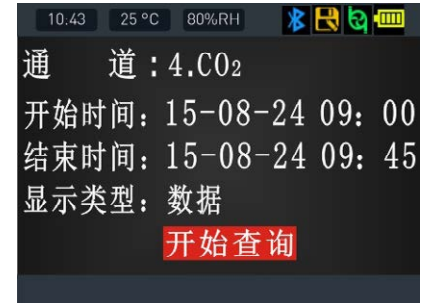 10:43 25 ℃ 80%RH
通 道：4.CO₂
开始时间：15-08-24 09：00
结束时间：15-08-24 09：45
显示类型：数据
开始查询